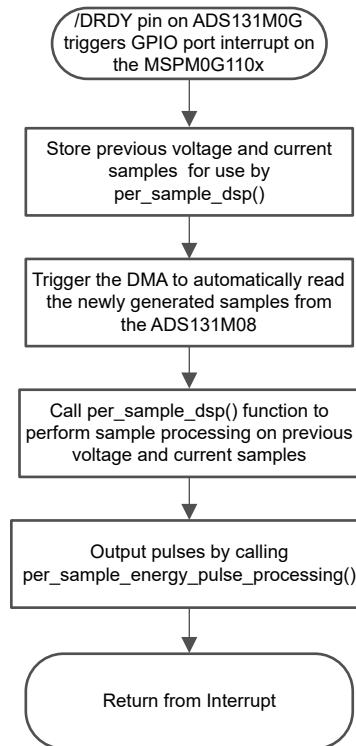 /DRDY pin on ADS131M0G
triggers GPIO port interrupt on
the MSPM0G110x
Store previous voltage and current
samples for use by
per_sample_dsp()
Trigger the DMA to automatically read
the newly generated samples from
the ADS131M08
Call per_sample_dsp() function to
perform sample processing on previous
voltage and current samples
Output pulses by calling
per_sample_energy_pulse_processing()
Return from Interrupt